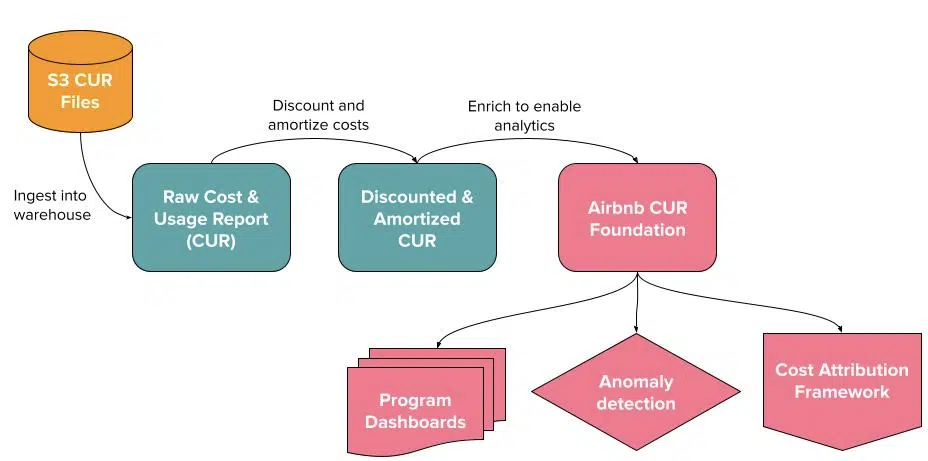 S3 CUR
Files
Discount and
amortize costs
Enrich to enable
analytics
Ingest into
warehouse
Raw Cost &
Usage Report
(CUR)
Discounted &
Amortized
CUR
Airbnb CUR
Foundation
Program
Dashboards
Anomaly
detection
Cost Attribution
Framework